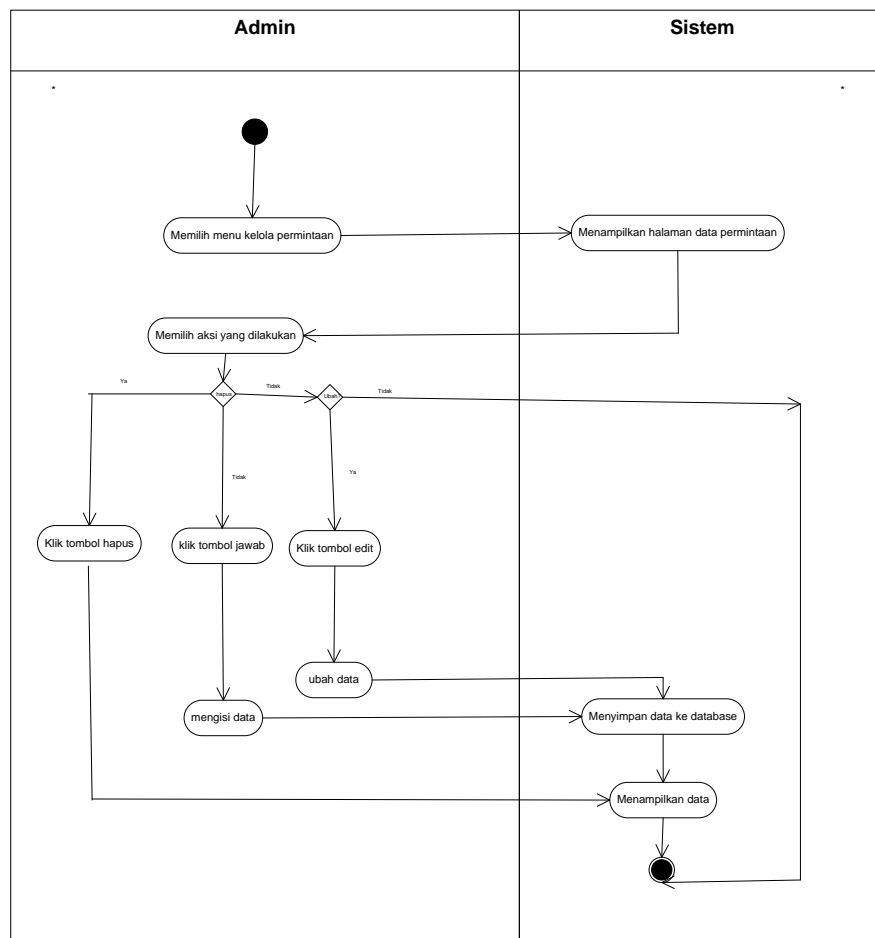 Admin
Sistem
*
*
Memilih menu kelola permintaan
Menampilkan halaman data permintaan
Memilih aksi yang dilakukan
Ya
hapus
Tidak
Ubah?
Tidak
Tidak
Ya
Klik tombol hapus
klik tombol jawab
Klik tombol edit
ubah data
mengisi data
Menyimpan data ke database
Menampilkan data